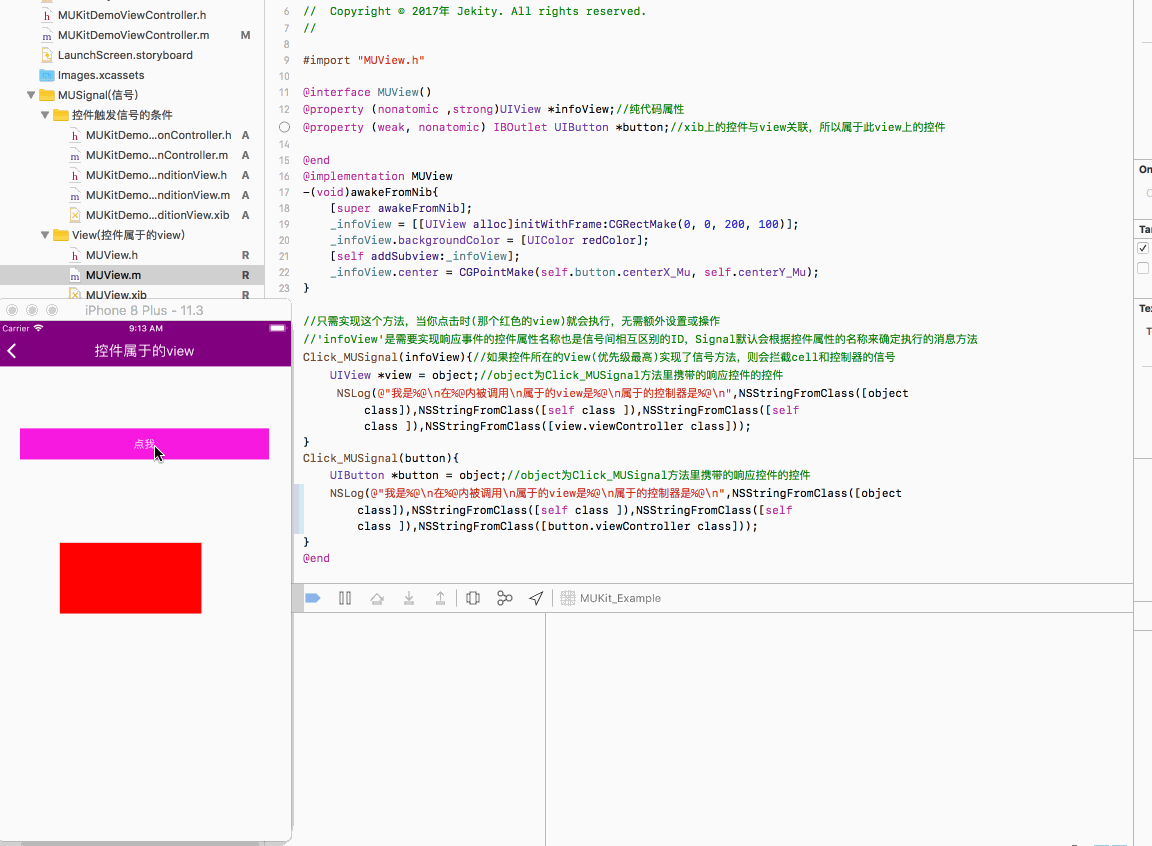 MUKitDemoViewController.h
MUKitDemoViewController.m M
LaunchScreen.storyboard
Images.xcassets
MUSignal(信号)
控件触发信号的条件
MUKitDemo...onController.h A
MUKitDemo...nController.m A
MUKitDemo...nditionView.h A
MUKitDemo...nditionView.m A
MUKitDemo...ditionView.xib A
View(控件属于的view)
MUView.h R
MUView.m R
MUView.xib R
iPhone 8 Plus - 11.3
Carrier 9:13 AM
控件属于的view
点我
6 //  Copyright © 2017年 Jekity. All rights reserved.
7 //
8
9 #import "MUView.h"
10
11 @interface MUView()
12 @property (nonatomic ,strong)UIView *infoView;//纯代码属性
@property (weak, nonatomic) IBOutlet UIButton *button;//xib上的控件与view关联，所以属于此view上的控件
14
15 @end
16 @implementation MUView
17 -(void)awakeFromNib{
18     [super awakeFromNib];
19     _infoView = [[UIView alloc]initWithFrame:CGRectMake(0, 0, 200, 100)];
20     _infoView.backgroundColor = [UIColor redColor];
21     [self addSubview:_infoView];
22     _infoView.center = CGPointMake(self.button.centerX_Mu, self.centerY_Mu);
23 }
//只需实现这个方法，当你点击时(那个红色的view)就会执行，无需额外设置或操作
//'infoView'是需要实现响应事件的控件属性名称也是信号间相互区别的ID，Signal默认会根据控件属性的名称来确定执行的消息方法
Click_MUSignal(infoView){//如果控件所在的View(优先级最高)实现了信号方法，则会拦截cell和控制器的信号
    UIView *view = object;//object为Click_MUSignal方法里携带的响应控件的控件
     NSLog(@"我是%@\n在%@内被调用\n属于的view是%@\n属于的控制器是%@\n",NSStringFromClass([object
class]),NSStringFromClass([self class ]),NSStringFromClass([self
class ]),NSStringFromClass([view.viewController class]));
}
Click_MUSignal(button){
    UIButton *button = object;//object为Click_MUSignal方法里携带的响应控件的控件
    NSLog(@"我是%@\n在%@内被调用\n属于的view是%@\n属于的控制器是%@\n",NSStringFromClass([object
class]),NSStringFromClass([self class ]),NSStringFromClass([self
class ]),NSStringFromClass([button.viewController class]));
}
@end
MUKit_Example
On
Tar
Tex